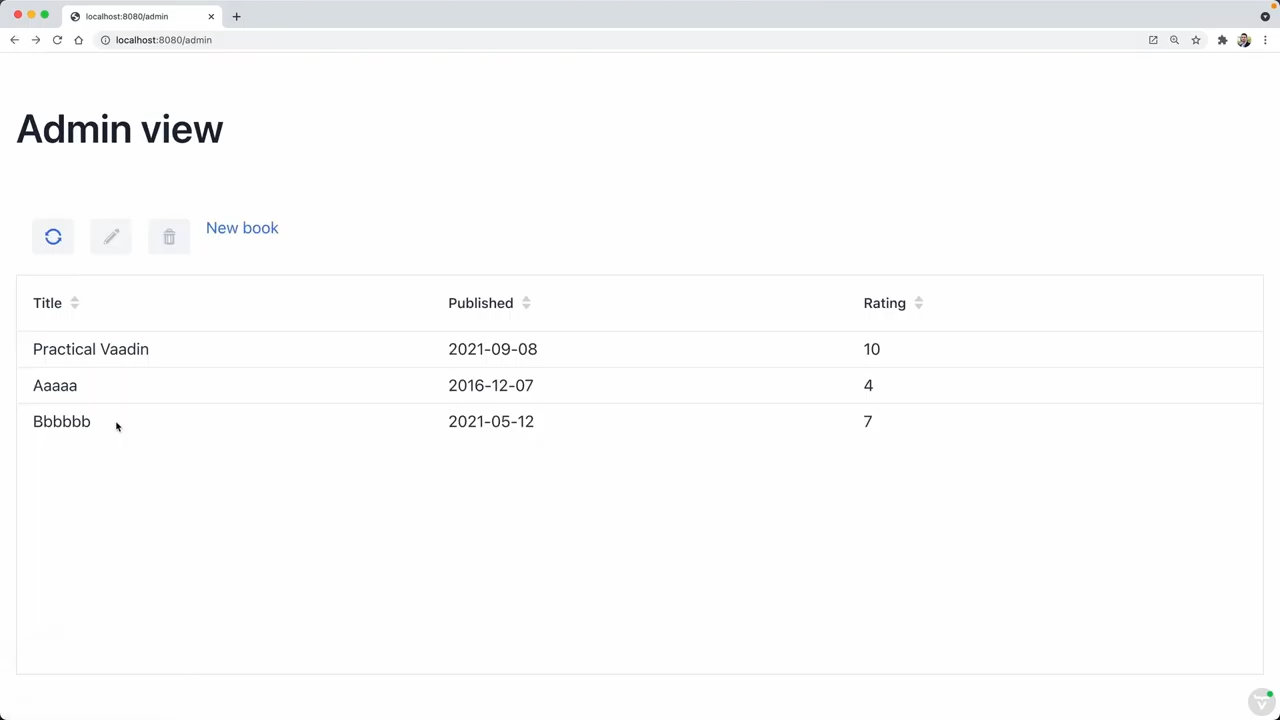 localhost:8080/admin
localhost:8080/admin
Admin view
New book
Title Published Rating
Practical Vaadin 2021-09-08 10
Aaaaa 2016-12-07 4
Bbbbbb 2021-05-12 7